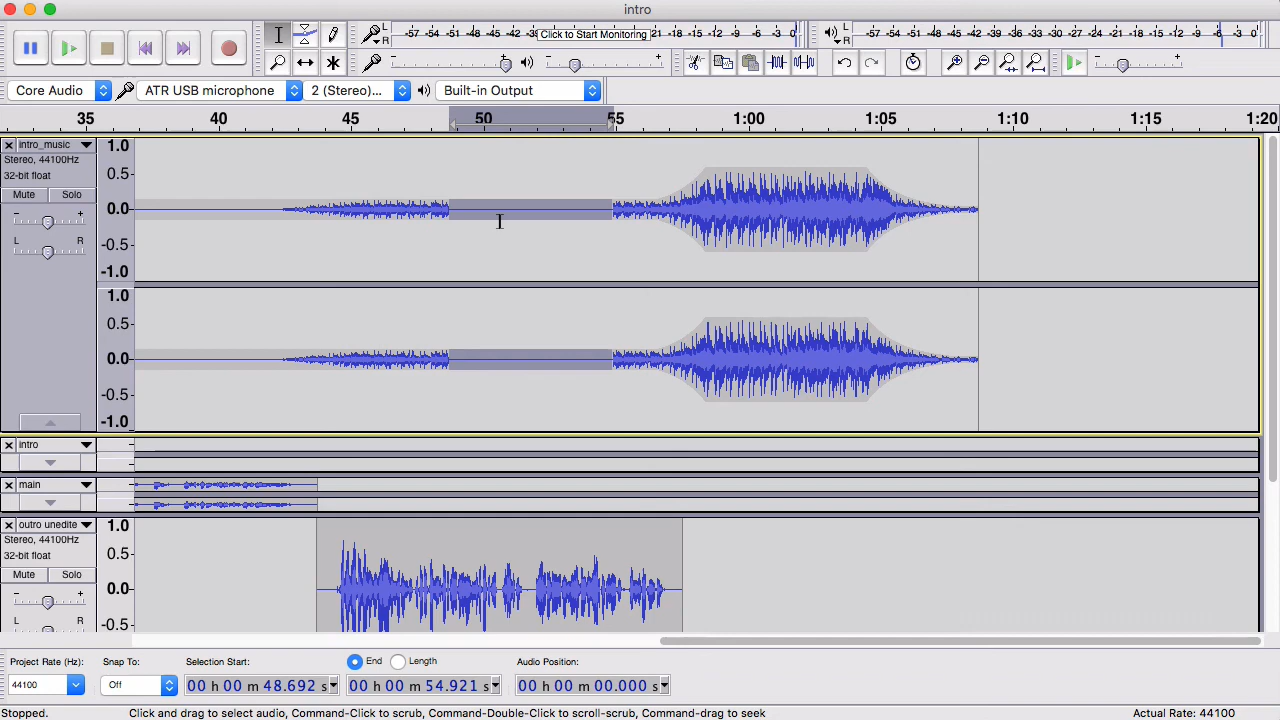 intro
L
R
-57 -54 -51 -48 -45 -42 -39
Click to Start Monitoring
21 -18 -15 -12 -9 -6 -3 0
L
R
-57 -54 -51 -48 -45 -42 -39 -36 -33 -30 -27 -24 -21 -18 -15 -12 -9 -6 -3 0
Core Audio
ATR USB microphone
2 (Stereo)...
Built-in Output
35 40 45 50 55 1:00 1:05 1:10 1:15 1:20
intro_music
Stereo, 44100Hz
32-bit float
Mute Solo
- +
L R
1.0
0.5
0.0
-0.5
-1.0
1.0
0.5
0.0
-0.5
-1.0
intro
main
outro unedite
Stereo, 44100Hz
32-bit float
Mute Solo
- +
L R
1.0
0.5
0.0
-0.5
Project Rate (Hz):
Snap To:
Selection Start:
End
Length
Audio Position:
44100
Off
00 h 00 m 48.692 s
00 h 00 m 54.921 s
00 h 00 m 00.000 s
Stopped.
Click and drag to select audio, Command-Click to scrub, Command-Double-Click to scroll-scrub, Command-drag to seek
Actual Rate: 44100